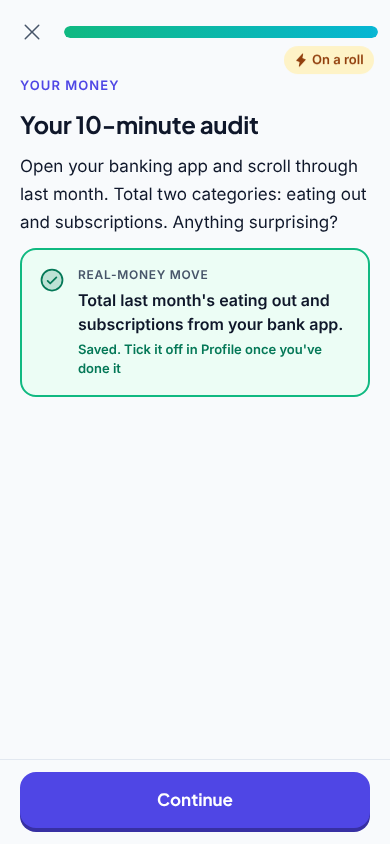 On a roll
YOUR MONEY
Your 10-minute audit
Open your banking app and scroll through
last month. Total two categories: eating out
and subscriptions. Anything surprising?
REAL-MONEY MOVE
Total last month's eating out and
subscriptions from your bank app.
Saved. Tick it off in Profile once you've
done it
Continue